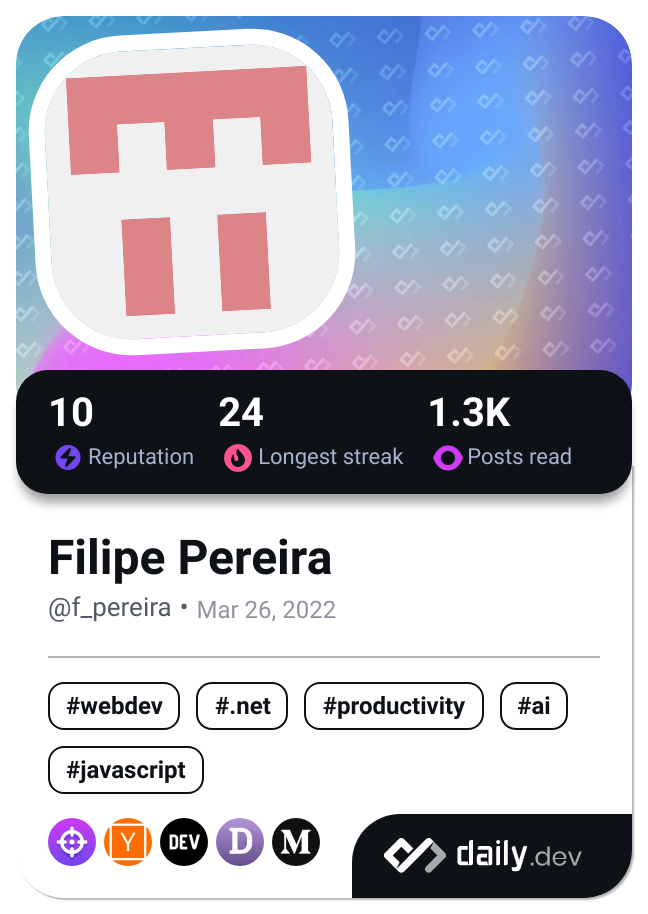 10 24 1.3K
Reputation Longest streak Posts read
Filipe Pereira
@f_pereira • Mar 26, 2022
#webdev #.net #productivity #ai
#javascript
Y DEV D M daily.dev